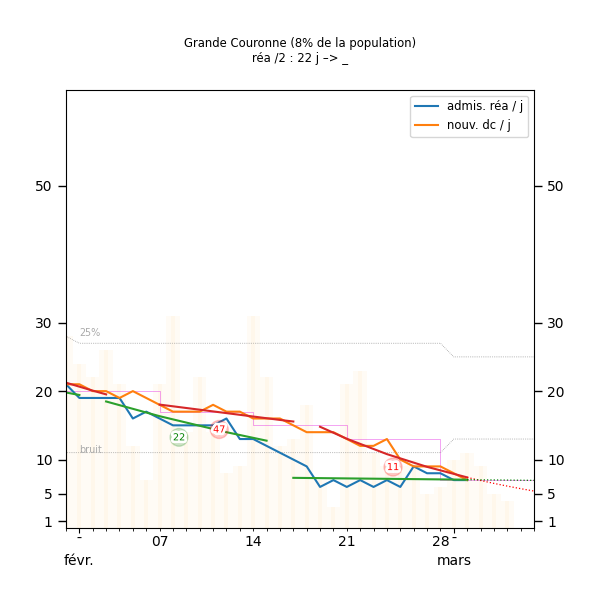 Grande Couronne (8% de la population)
réa /2 : 22 j –> _
admis. réa / j
nouv. dc / j
50 50
30 30
25%
20 20
47
22
bruit
11
10 10
5 5
1 1
07 14 21 28
févr. mars